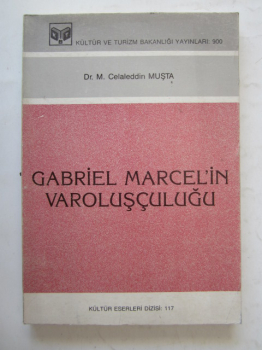 KÜLTÜR VE TURİZM BAKANLIĞI YAYINLARI: 900
Dr. M. Celaleddin MUŞTA
GABRİEL MARCEL'İN
VAROLUŞÇULUĞU
KÜLTÜR ESERLERİ DİZİSİ: 117